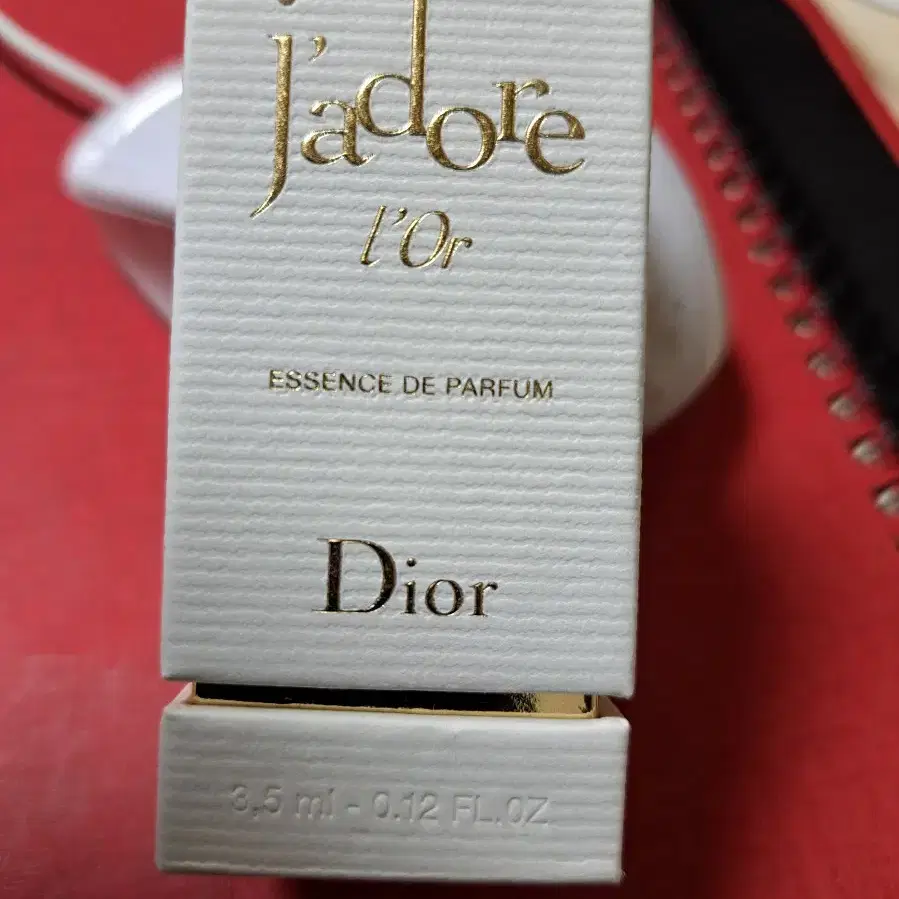 j'adore
l'Or
ESSENCE DE PARFUM
Dior
3,5 ml - 0.12 FL.OZ